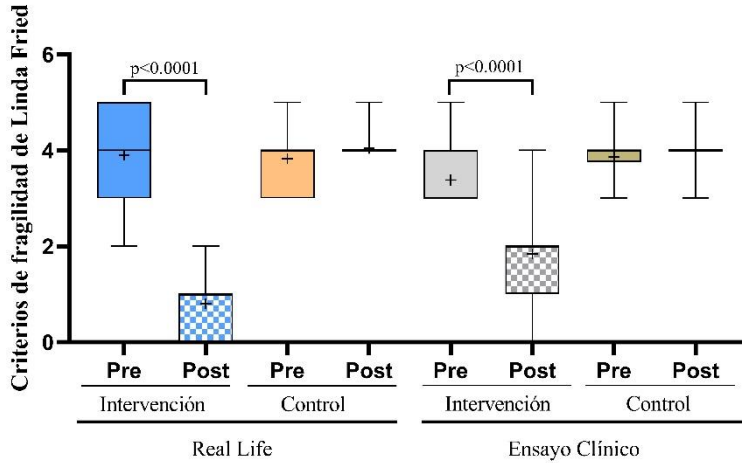 Criterios de fragilidad de Linda Fried
6
4
2
0
p<0.0001
p<0.0001
Pre Post Pre Post Pre Post Pre Post
Intervención Control Intervención Control
Real Life Ensayo Clínico